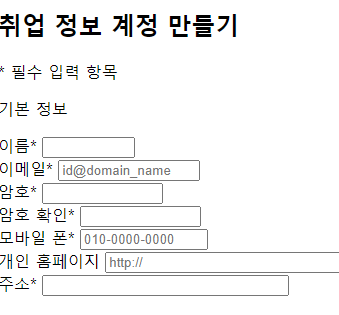 취업 정보 계정 만들기
* 필수 입력 항목
기본 정보
이름*
이메일* id@domain_name
암호*
암호 확인*
모바일 폰* 010-0000-0000
개인 홈페이지 http://
주소*